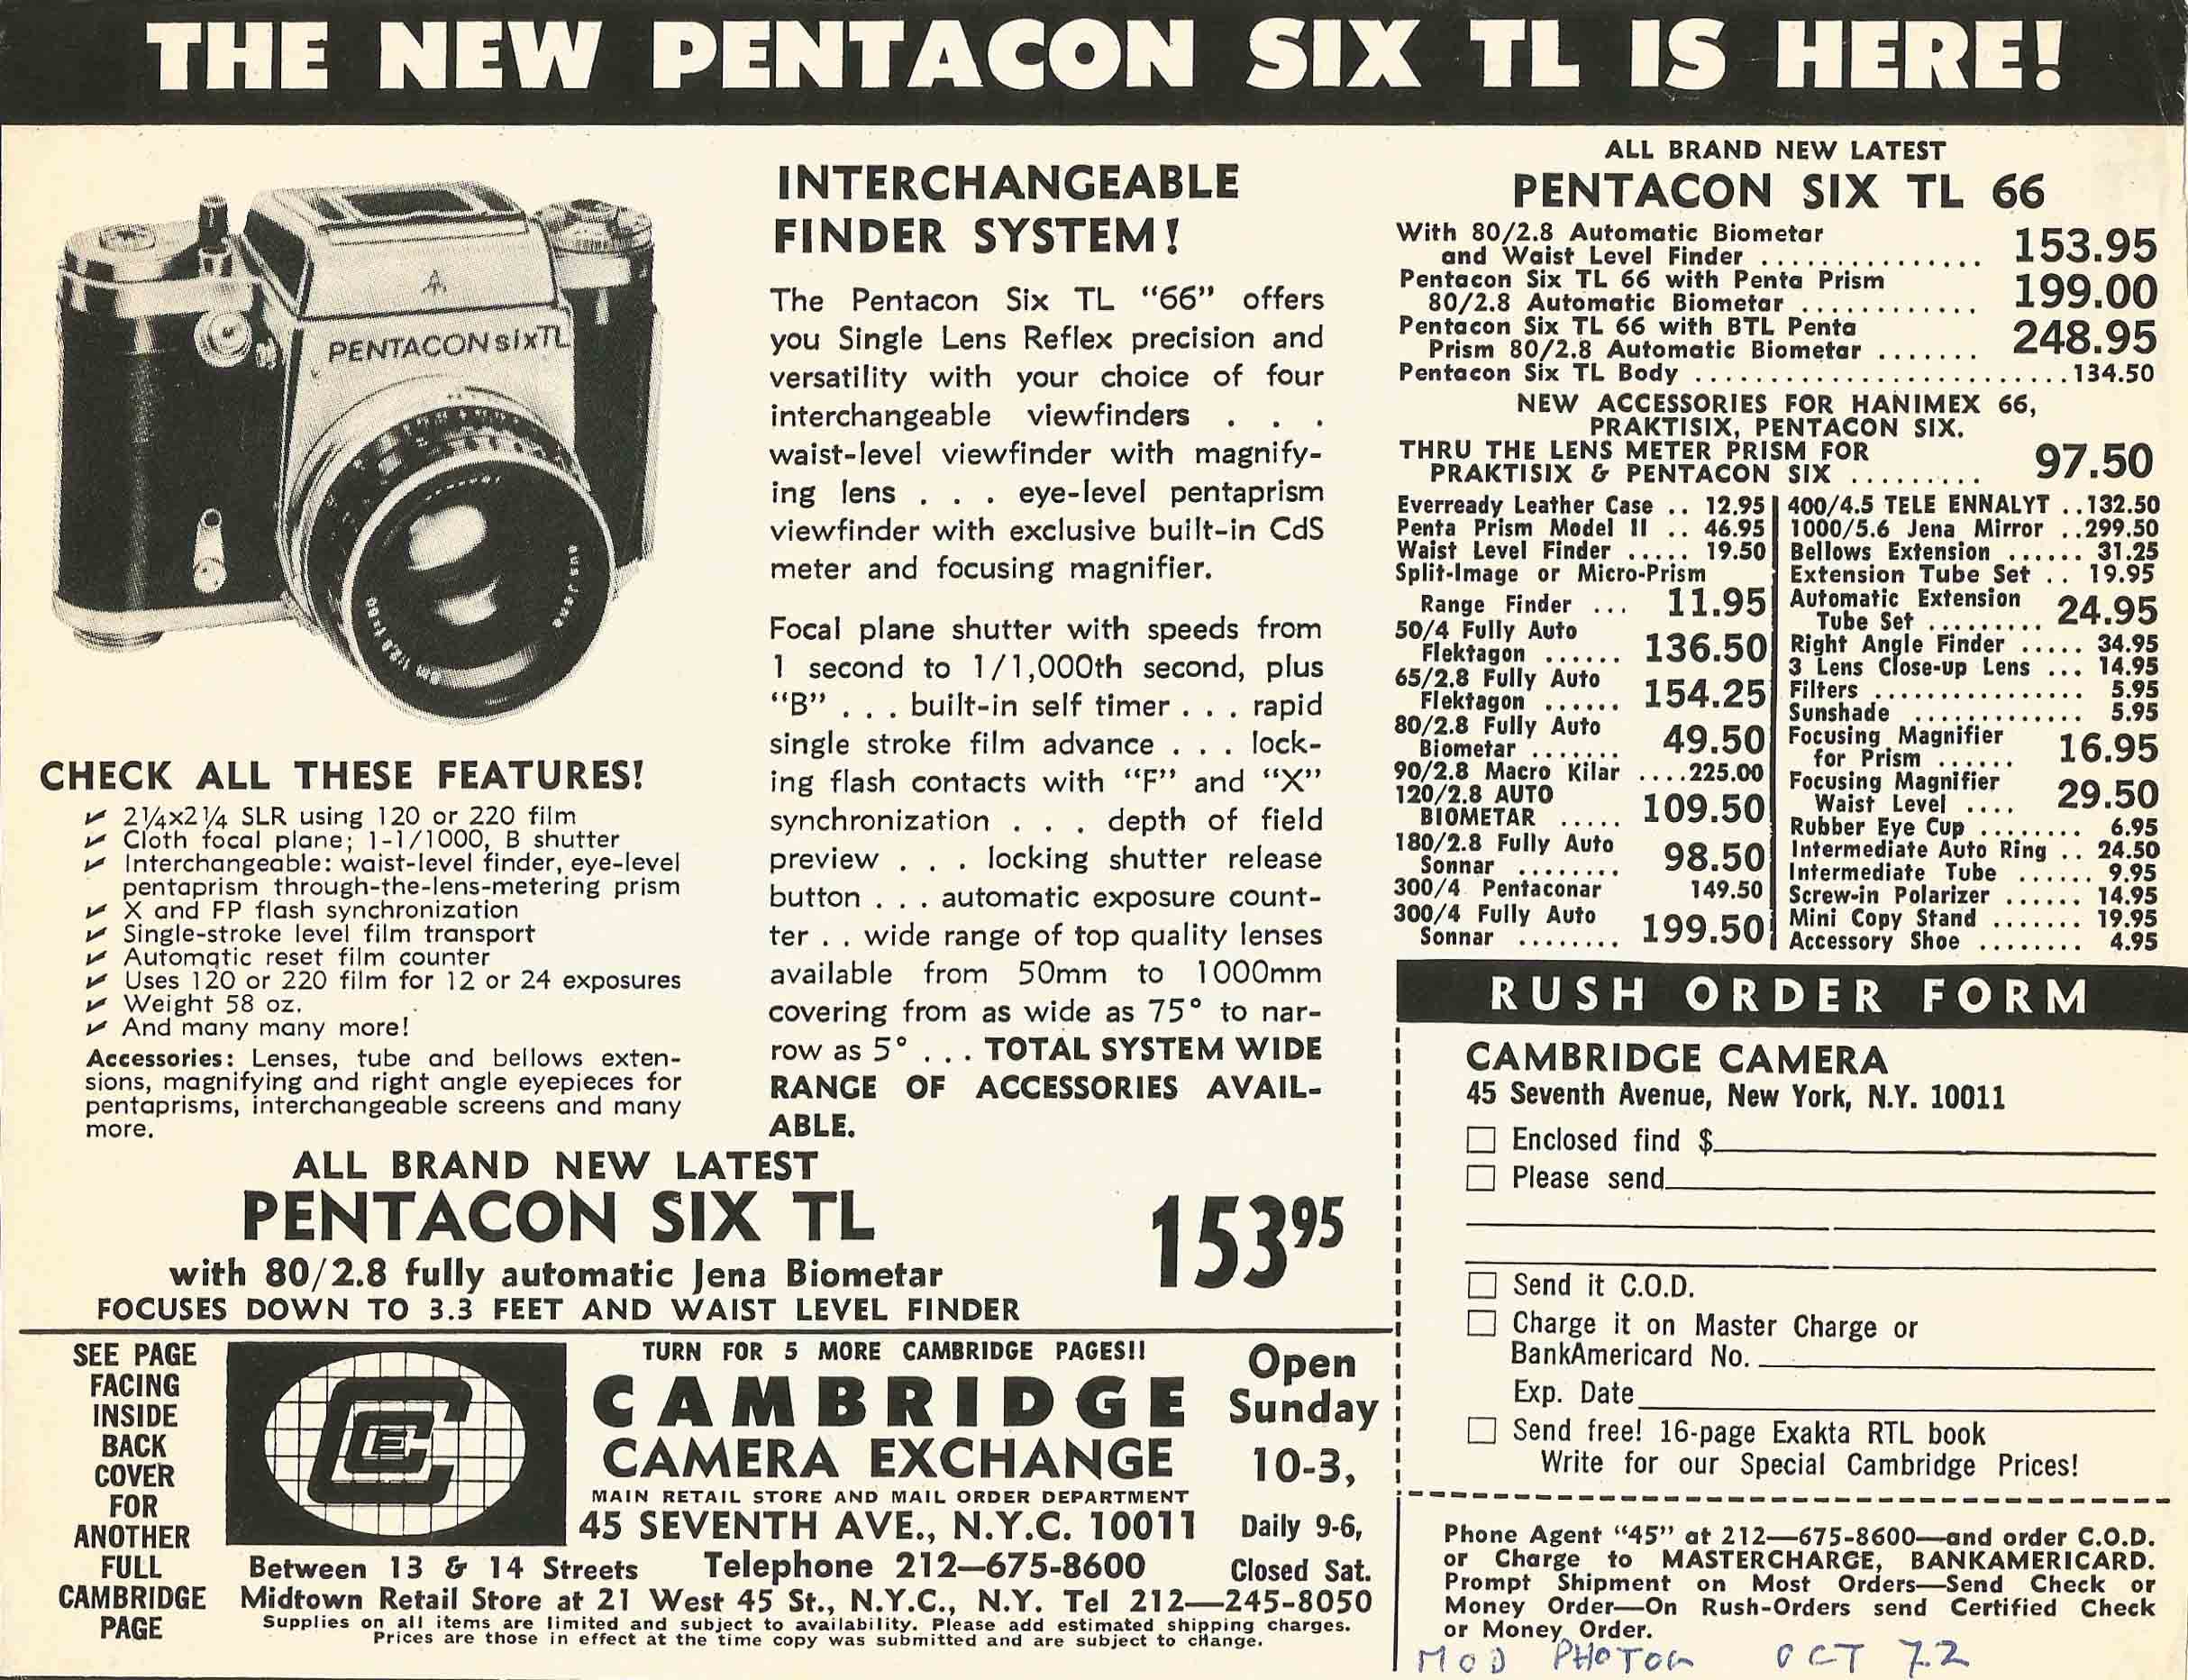 THE NEW PENTACON SIX TL IS HERE!
PENTACON sixTL
CHECK ALL THESE FEATURES!
2¼x2¼ SLR using 120 or 220 film
Cloth focal plane; 1-1/1000, B shutter
Interchangeable: waist-level finder, eye-level
pentaprism through-the-lens-metering prism
X and FP flash synchronization
Single-stroke level film transport
Automatic reset film counter
Uses 120 or 220 film for 12 or 24 exposures
Weight 58 oz.
And many many more!
Accessories: Lenses, tube and bellows exten-
sions, magnifying and right angle eyepieces for
pentaprisms, interchangeable screens and many
more.
INTERCHANGEABLE
FINDER SYSTEM!
The Pentacon Six TL “66” offers
you Single Lens Reflex precision and
versatility with your choice of four
interchangeable viewfinders . . .
waist-level viewfinder with magnify-
ing lens . . . eye-level pentaprism
viewfinder with exclusive built-in CdS
meter and focusing magnifier.
Focal plane shutter with speeds from
1 second to 1/1,000th second, plus
“B” . . . built-in self timer . . . rapid
single stroke film advance . . . lock-
ing flash contacts with “F” and “X”
synchronization . . . depth of field
preview . . . locking shutter release
button . . . automatic exposure count-
ter . . wide range of top quality lenses
available from 50mm to 1000mm
covering from as wide as 75° to nar-
row as 5° . . . TOTAL SYSTEM WIDE
RANGE OF ACCESSORIES AVAIL-
ABLE.
ALL BRAND NEW LATEST
PENTACON SIX TL
with 80/2.8 fully automatic Jena Biometar
FOCUSES DOWN TO 3.3 FEET AND WAIST LEVEL FINDER
153 95
ALL BRAND NEW LATEST
PENTACON SIX TL 66
With 80/2.8 Automatic Biometar
and Waist Level Finder ............... 153.95
Pentacon Six TL 66 with Penta Prism
80/2.8 Automatic Biometar ............ 199.00
Pentacon Six TL 66 with BTL Penta
Prism 80/2.8 Automatic Biometar ....... 248.95
Pentacon Six TL Body ......................... 134.50
NEW ACCESSORIES FOR HANIMEX 66,
PRAKTISIX, PENTACON SIX.
THRU THE LENS METER PRISM FOR
PRAKTISIX & PENTACON SIX ......... 97.50
Everready Leather Case .. 12.95
Penta Prism Model II .. 46.95
Waist Level Finder ..... 19.50
Split-Image or Micro-Prism
Range Finder ... 11.95
50/4 Fully Auto
Flektagon ...... 136.50
65/2.8 Fully Auto
Flektagon ...... 154.25
80/2.8 Fully Auto
Biometar ....... 49.50
90/2.8 Macro Kilar ....225.00
120/2.8 AUTO
BIOMETAR ..... 109.50
180/2.8 Fully Auto
Sonnar ........ 98.50
300/4 Pentaconar 149.50
300/4 Fully Auto
Sonnar ........ 199.50
400/4.5 TELE ENNALYT ..132.50
1000/5.6 Jena Mirror ..299.50
Bellows Extension ...... 31.25
Extension Tube Set .. 19.95
Automatic Extension
Tube Set ......... 24.95
Right Angle Finder ..... 34.95
3 Lens Close-up Lens ... 14.95
Filters ................. 5.95
Sunshade ............. 5.95
Focusing Magnifier
for Prism ...... 16.95
Focusing Magnifier
Waist Level .... 29.50
Rubber Eye Cup ........ 6.95
Intermediate Auto Ring .. 24.50
Intermediate Tube ...... 9.95
Screw-in Polarizer ...... 14.95
Mini Copy Stand ....... 19.95
Accessory Shoe ........ 4.95
RUSH ORDER FORM
CAMBRIDGE CAMERA
45 Seventh Avenue, New York, N.Y. 10011
Enclosed find $
Please send
Send it C.O.D.
Charge it on Master Charge or
BankAmericard No.
Exp. Date
Send free! 16-page Exakta RTL book
Write for our Special Cambridge Prices!
Phone Agent “45” at 212—675-8600—and order C.O.D.
or Charge to MASTERCHARGE, BANKAMERICARD.
Prompt Shipment on Most Orders—Send Check or
Money Order—On Rush-Orders send Certified Check
or Money Order.
MOD PHOTOG OCT 72
SEE PAGE
FACING
INSIDE
BACK
COVER
FOR
ANOTHER
FULL
CAMBRIDGE
PAGE
TURN FOR 5 MORE CAMBRIDGE PAGES!!
CAMBRIDGE
CAMERA EXCHANGE
MAIN RETAIL STORE AND MAIL ORDER DEPARTMENT
45 SEVENTH AVE., N.Y.C. 10011
Open
Sunday
10-3,
Daily 9-6,
Closed Sat.
Between 13 & 14 Streets Telephone 212—675-8600
Midtown Retail Store at 21 West 45 St., N.Y.C., N.Y. Tel 212—245-8050
Supplies on all items are limited and subject to availability. Please add estimated shipping charges.
Prices are those in effect at the time copy was submitted and are subject to change.